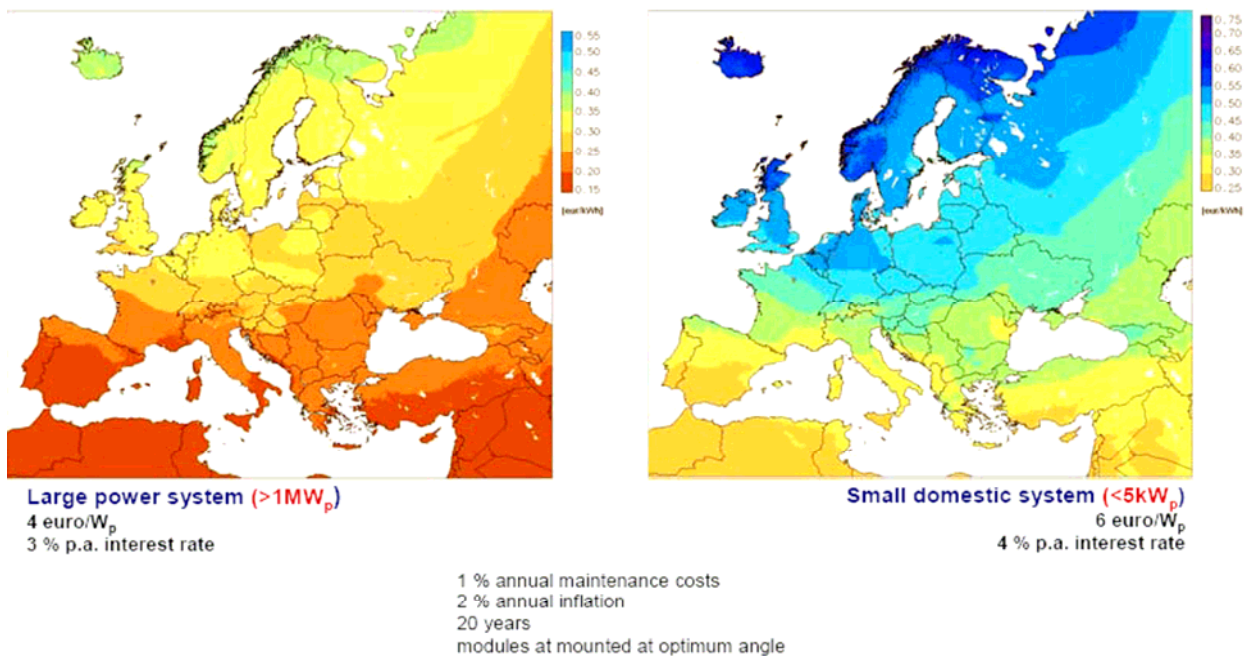 0.55
0.50
0.45
0.40
0.35
0.30
0.25
0.20
0.15
[eur/kWh]
0.75
0.70
0.65
0.60
0.55
0.50
0.45
0.40
0.35
0.30
0.25
[eur/kWh]
Large power system (>1MWp)
4 euro/Wp
3 % p.a. interest rate
Small domestic system (<5kWp)
6 euro/Wp
4 % p.a. interest rate
1 % annual maintenance costs
2 % annual inflation
20 years
modules at mounted at optimum angle